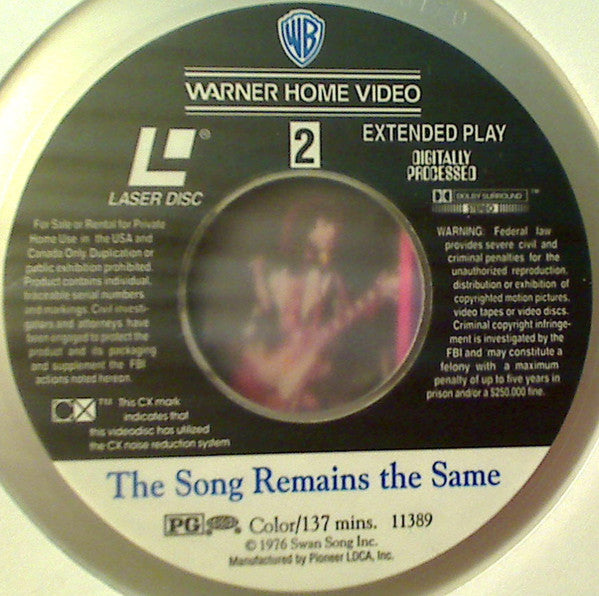 WB
WARNER HOME VIDEO
2
EXTENDED PLAY
DIGITALLY
PROCESSED
LASER DISC ®
DOLBY SURROUND ™
STEREO
For Sale or Rental for Private
Home Use in the USA and
Canada Only. Duplication or
public exhibition prohibited.
Product contains individual,
traceable serial numbers
and markings. Civil investi-
gators and attorneys have
been engaged to protect the
product and its packaging
and supplement the FBI
actions noted hereon.
WARNING: Federal law
provides severe civil and
criminal penalties for the
unauthorized reproduction,
distribution or exhibition of
copyrighted motion pictures,
video tapes or video discs.
Criminal copyright infringe-
ment is investigated by the
FBI and may constitute a
felony with a maximum
penalty of up to five years in
prison and/or a $250,000 fine.
CX™ This CX mark
indicates that
this videodisc has utilized
the CX noise reduction system
The Song Remains the Same
PG Color/137 mins. 11389
© 1976 Swan Song Inc.
Manufactured by Pioneer LDCA, Inc.